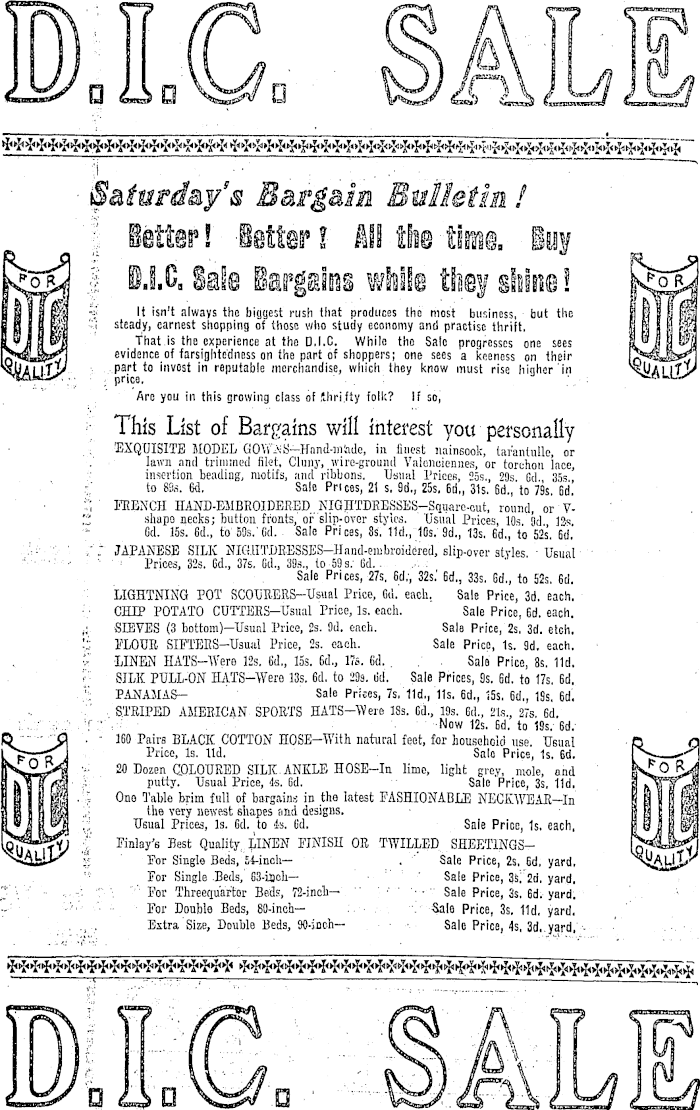 D.I.C. SALE
Saturday's Bargain Bulletin!
Better! Better! All the time. Buy
D.I.C. Sale Bargains while they shine!
FOR
DIC
QUALITY
FOR
DIC
QUALITY
It isn't always the biggest rush that produces the most business, but the
steady, earnest shopping of those who study economy and practise thrift.
That is the experience at the D.I.C. While the Sale progresses one sees
evidence of farsightedness on the part of shoppers; one sees a keeness on their
part to invest in reputable merchandise, which they know must rise higher in
price.
Are you in this growing class of thrifty folk? If so,
This List of Bargains will interest you personally
EXQUISITE MODEL GOWNS—Hand-made, in finest nainsook, tarantulle, or
lawn and trimmed filet, Cluny, wire-ground Valenciennes, or torchon lace,
insertion beading, motifs, and ribbons. Usual Prices, 25s., 29s. 6d., 35s.,
to 89s. 6d. Sale Prices, 21s. 9d., 25s. 6d., 31s. 6d., to 79s. 6d.
FRENCH HAND-EMBROIDERED NIGHTDRESSES—Square-cut, round, or V-
shape necks; button fronts, or slip-over styles. Usual Prices, 10s. 9d., 12s.
6d. 15s. 6d., to 59s. 6d. Sale Prices, 8s. 11d., 10s. 9d., 13s. 6d., to 52s. 6d.
JAPANESE SILK NIGHTDRESSES—Hand-embroidered, slip-over styles. Usual
Prices, 32s. 6d., 37s. 6d., 39s., to 59s. 6d.
Sale Prices, 27s. 6d., 32s. 6d., 33s. 6d., to 52s. 6d.
LIGHTNING POT SCOURERS—Usual Price, 6d. each. Sale Price, 3d. each.
CHIP POTATO CUTTERS—Usual Price, 1s. each. Sale Price, 6d. each.
SIEVES (3 bottom)—Usual Price, 2s. 9d. each. Sale Price, 2s. 3d. etch.
FLOUR SIFTERS—Usual Price, 2s. each. Sale Price, 1s. 9d. each.
LINEN HATS—Were 12s. 6d., 15s. 6d., 17s. 6d. Sale Price, 8s. 11d.
SILK PULL-ON HATS—Were 13s. 6d. to 29s. 6d. Sale Prices, 9s. 6d. to 17s. 6d.
PANAMAS— Sale Prices, 7s. 11d., 11s. 6d., 15s. 6d., 19s. 6d.
STRIPED AMERICAN SPORTS HATS—Were 18s. 6d., 19s. 6d., 21s., 27s. 6d.
Now 12s. 6d. to 19s. 6d.
160 Pairs BLACK COTTON HOSE—With natural feet, for household use. Usual
Price, 1s. 11d. Sale Price, 1s. 6d.
20 Dozen COLOURED SILK ANKLE HOSE—In lime, light grey, mole, and
putty. Usual Price, 4s. 6d. Sale Price, 3s. 11d.
One Table brim full of bargains in the latest FASHIONABLE NECKWEAR—In
the very newest shapes and designs.
Usual Prices, 1s. 6d. to 4s. 6d. Sale Price, 1s. each.
Finlay's Best Quality LINEN FINISH OR TWILLED SHEETINGS—
For Single Beds, 54-inch— Sale Price, 2s. 6d. yard.
For Single Beds, 63-inch— Sale Price, 3s. 2d. yard.
For Threequarter Beds, 72-inch— Sale Price, 3s. 6d. yard.
For Double Beds, 80-inch— Sale Price, 3s. 11d. yard.
Extra Size, Double Beds, 90-inch— Sale Price, 4s. 3d. yard.
FOR
DIC
QUALITY
FOR
DIC
QUALITY
D.I.C. SALE